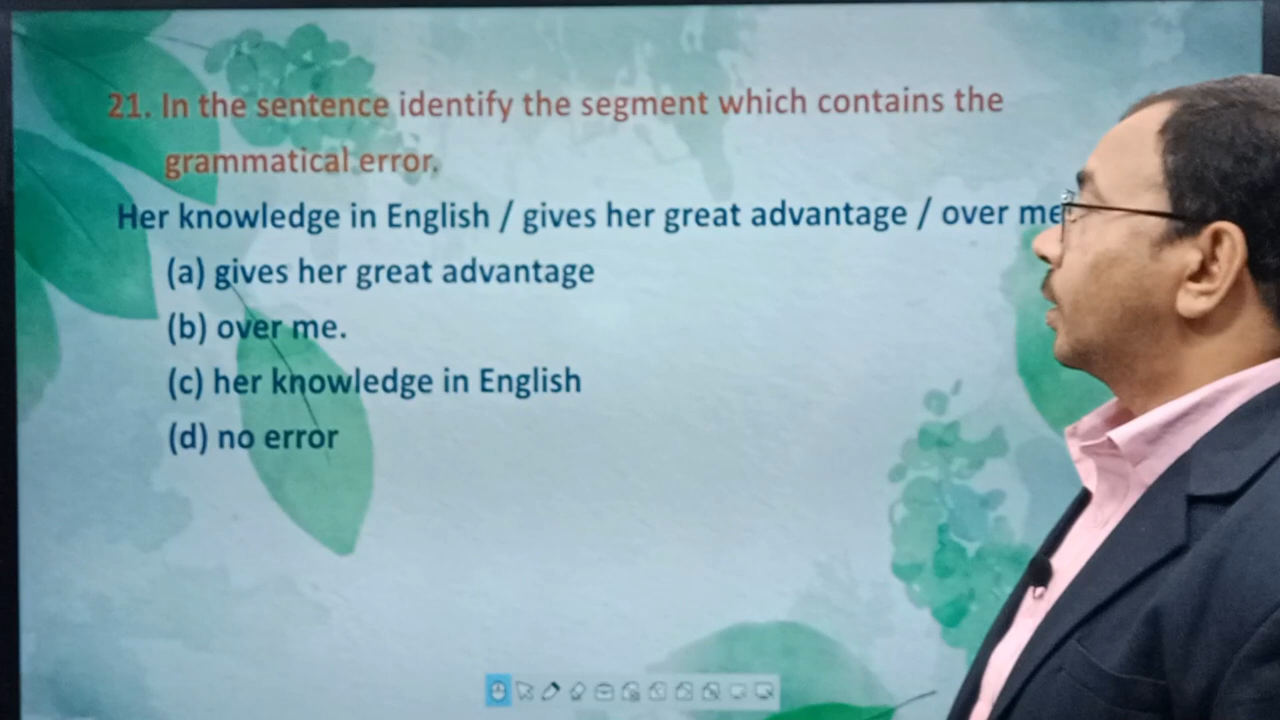 21. In the sentence identify the segment which contains the
grammatical error.
Her knowledge in English / gives her great advantage / over me
(a) gives her great advantage
(b) over me.
(c) her knowledge in English
(d) no error